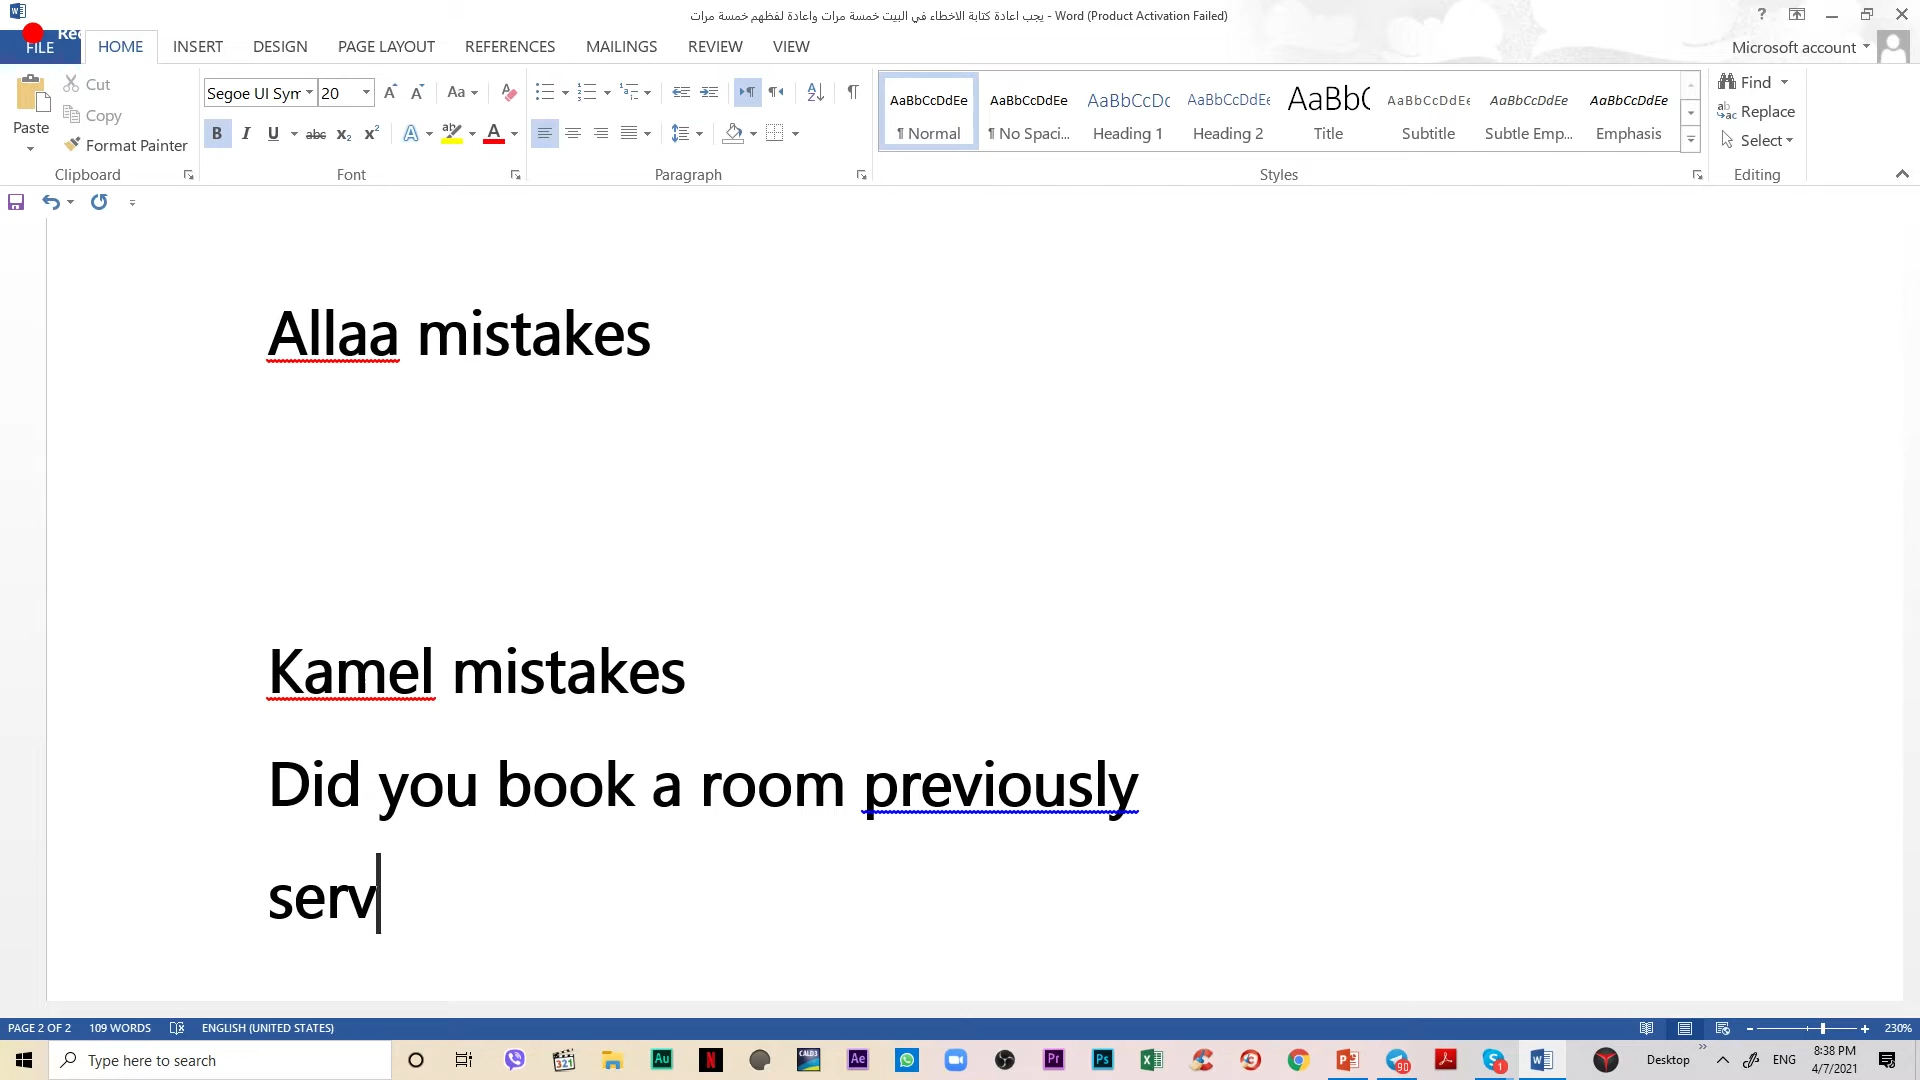 يجب اعادة كتابة الاخطاء في البيت خمسة مرات واعادة لفظهم خمسة مرات - Word (Product Activation Failed)
FILE HOME INSERT DESIGN PAGE LAYOUT REFERENCES MAILINGS REVIEW VIEW Microsoft account
Cut
Copy
Format Painter
Paste
Clipboard
Segoe UI Sym 20
Font
Paragraph
AaBbCcDdEe AaBbCcDdEe AaBbCcDc AaBbCcDdEe AaBb( AaBbCcDdEe AaBbCcDdEe AaBbCcDdEe
¶ Normal ¶ No Spaci... Heading 1 Heading 2 Title Subtitle Subtle Emp... Emphasis
Styles
Find
Replace
Select
Editing
Allaa mistakes
Kamel mistakes
Did you book a room previously
serv
PAGE 2 OF 2 109 WORDS ENGLISH (UNITED STATES) 230%
Type here to search
Desktop ENG 8:38 PM
4/7/2021